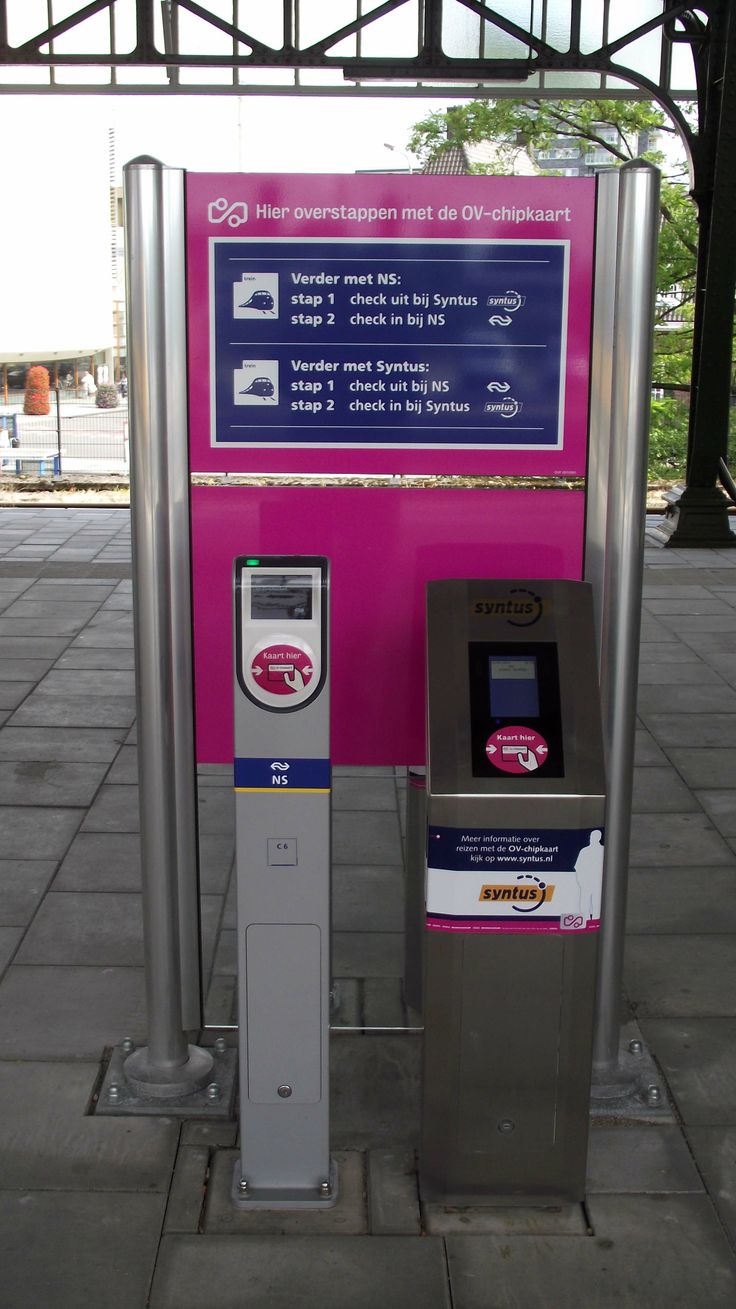 Hier overstappen met de OV-chipkaart
trein
Verder met NS:
stap 1 check uit bij Syntus syntus
stap 2 check in bij NS
trein
Verder met Syntus:
stap 1 check uit bij NS
stap 2 check in bij Syntus syntus
Kaart hier
NS
C 6
syntus
Kaart hier
Meer informatie over
reizen met de OV-chipkaart
kijk op www.syntus.nl
syntus